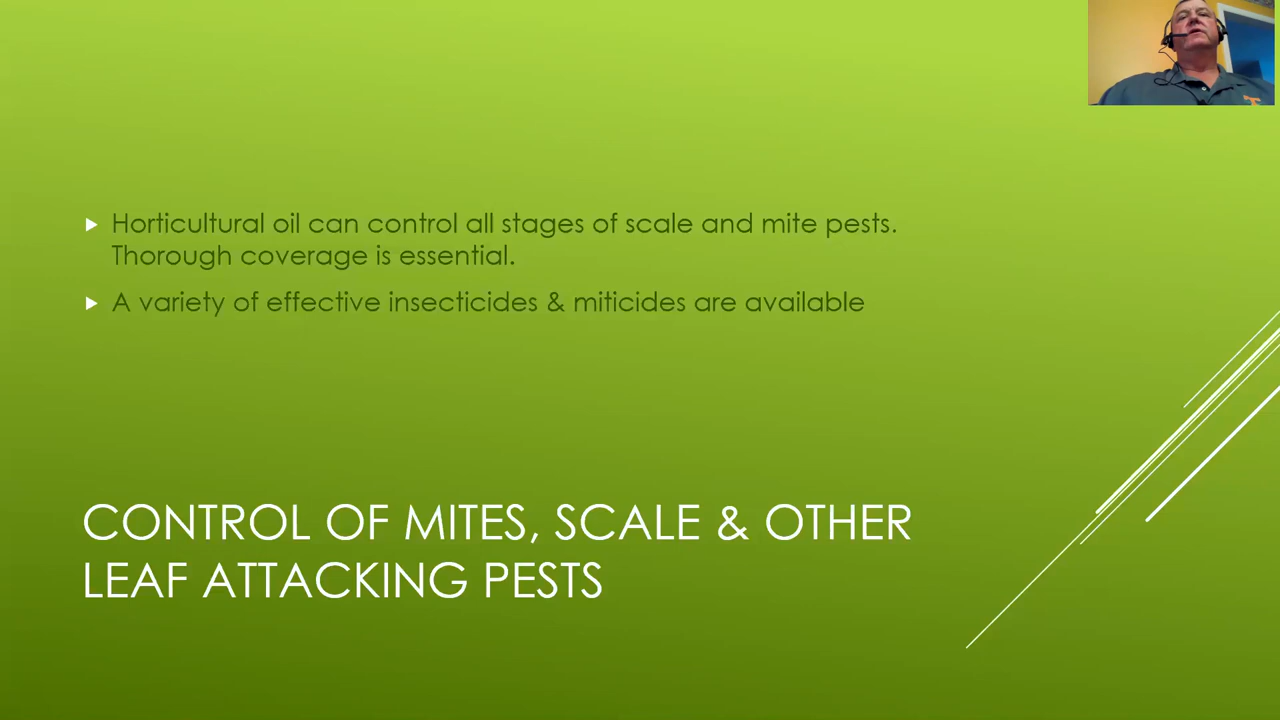 Horticultural oil can control all stages of scale and mite pests.
Thorough coverage is essential.
A variety of effective insecticides & miticides are available
CONTROL OF MITES, SCALE & OTHER
LEAF ATTACKING PESTS